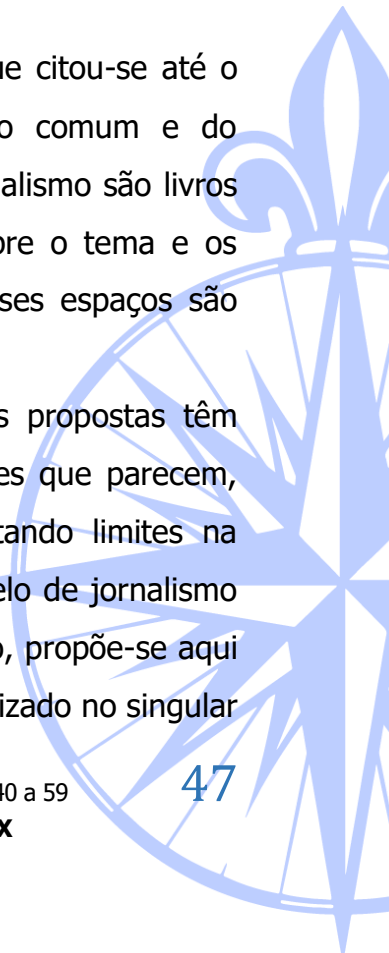 ue citou-se até o
o comum e do
alismo são livros
bre o tema e os
ses espaços são
s propostas têm
es que parecem,
tando limites na
elo de jornalismo
o, propõe-se aqui
izado no singular
40 a 59
47
x